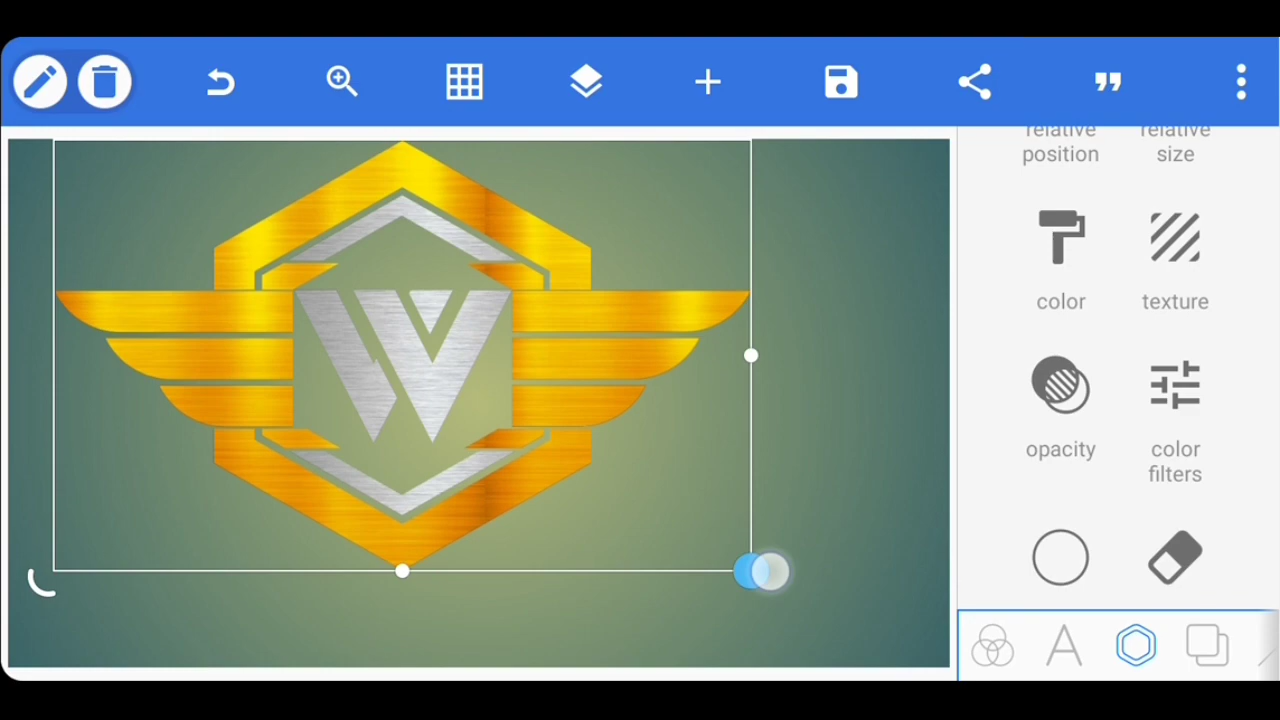 relative
position
relative
size
W
color
texture
opacity
color
filters